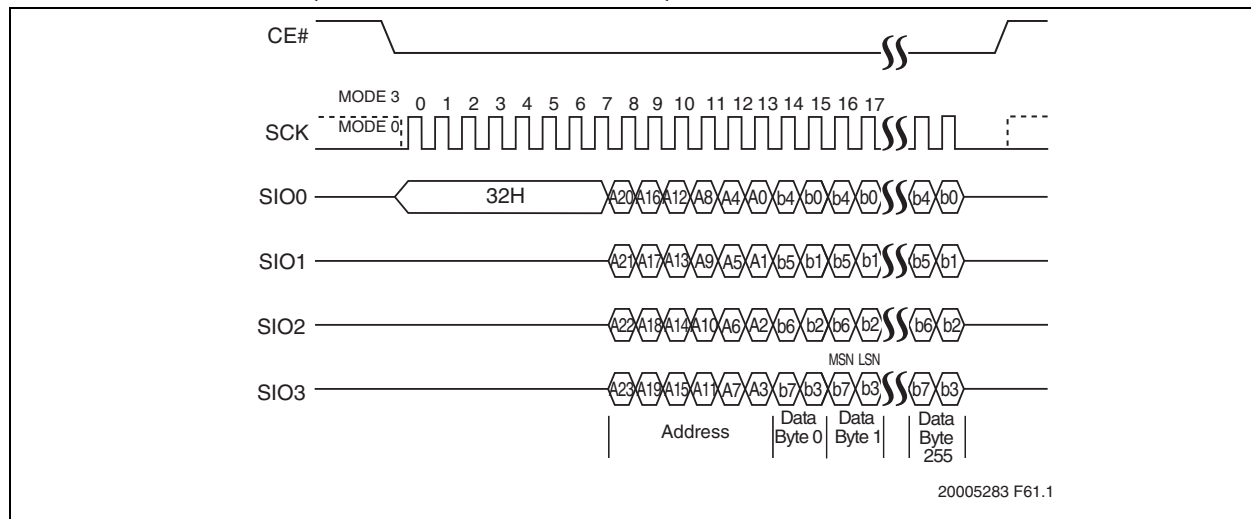 CE#
MODE 3
0 1 2 3 4 5 6 7 8 9 10 11 12 13 14 15 16 17
SCK
MODE 0
SIO0
32H
A20 A16 A12 A8 A4 A0 b4 b0 b4 b0 b4 b0
SIO1
A21 A17 A13 A9 A5 A1 b5 b1 b5 b1 b5 b1
SIO2
A22 A18 A14 A10 A6 A2 b6 b2 b6 b2 b6 b2
MSN LSN
SIO3
A23 A19 A15 A11 A7 A3 b7 b3 b7 b3 b7 b3
Address
Data
Byte 0
Data
Byte 1
Data
Byte
255
20005283 F61.1